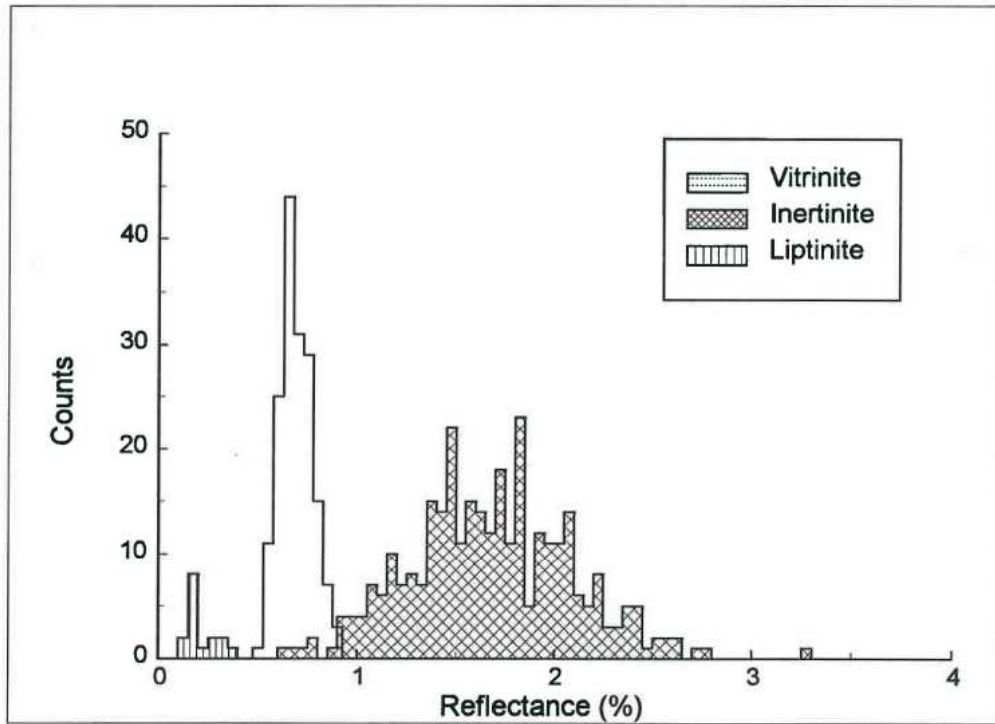 50
40
30
20
10
0
Counts
Vitrinite
Inertinite
Liptinite
0 1 2 3 4
Reflectance (%)